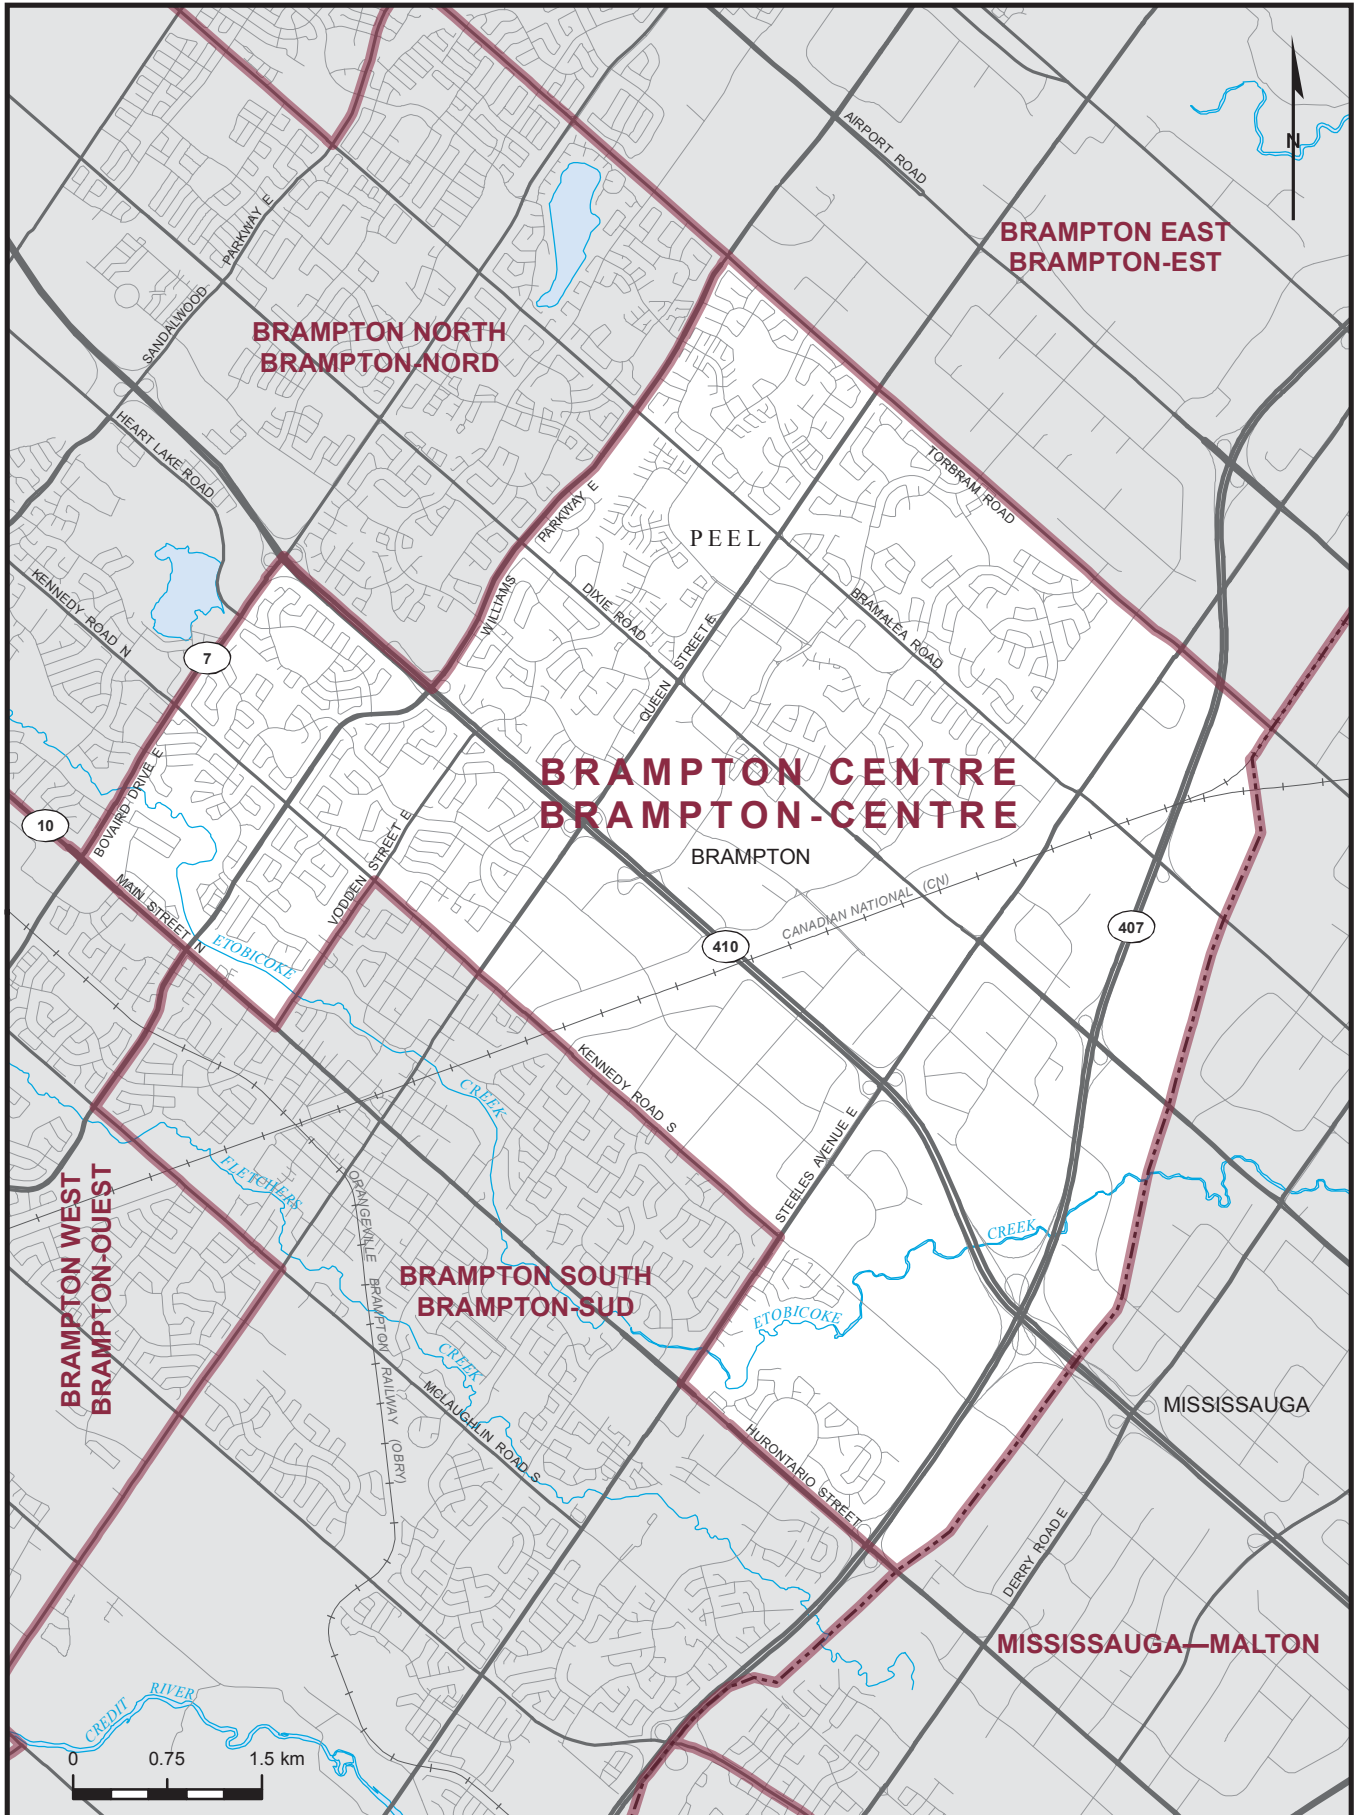 N
AIRPORT ROAD
BRAMPTON EAST
BRAMPTON-EST
PARKWAY E
SANDALWOOD
BRAMPTON NORTH
BRAMPTON-NORD
HEART LAKE ROAD
TORBRAM ROAD
PARKWAY E
WILLIAMS
PEEL
KENNEDY ROAD N
DIXIE ROAD
BRAMALEA ROAD
QUEEN STREET E
7
BOVAIRD DRIVE E
10
BRAMPTON CENTRE
BRAMPTON-CENTRE
BRAMPTON
VODDEN STREET E
MAIN STREET N
CANADIAN NATIONAL (CN)
410
407
ETOBICOKE
CREEK
KENNEDY ROAD S
STEELES AVENUE E
FLETCHERS
ORANGEVILLE BRAMPTON RAILWAY (OBRY)
BRAMPTON WEST
BRAMPTON-OUEST
BRAMPTON SOUTH
BRAMPTON-SUD
CREEK
ETOBICOKE
CREEK
MCLAUGHLIN ROAD S
HURONTARIO STREET
MISSISSAUGA
DERRY ROAD E
MISSISSAUGA—MALTON
CREDIT RIVER
0 0.75 1.5 km